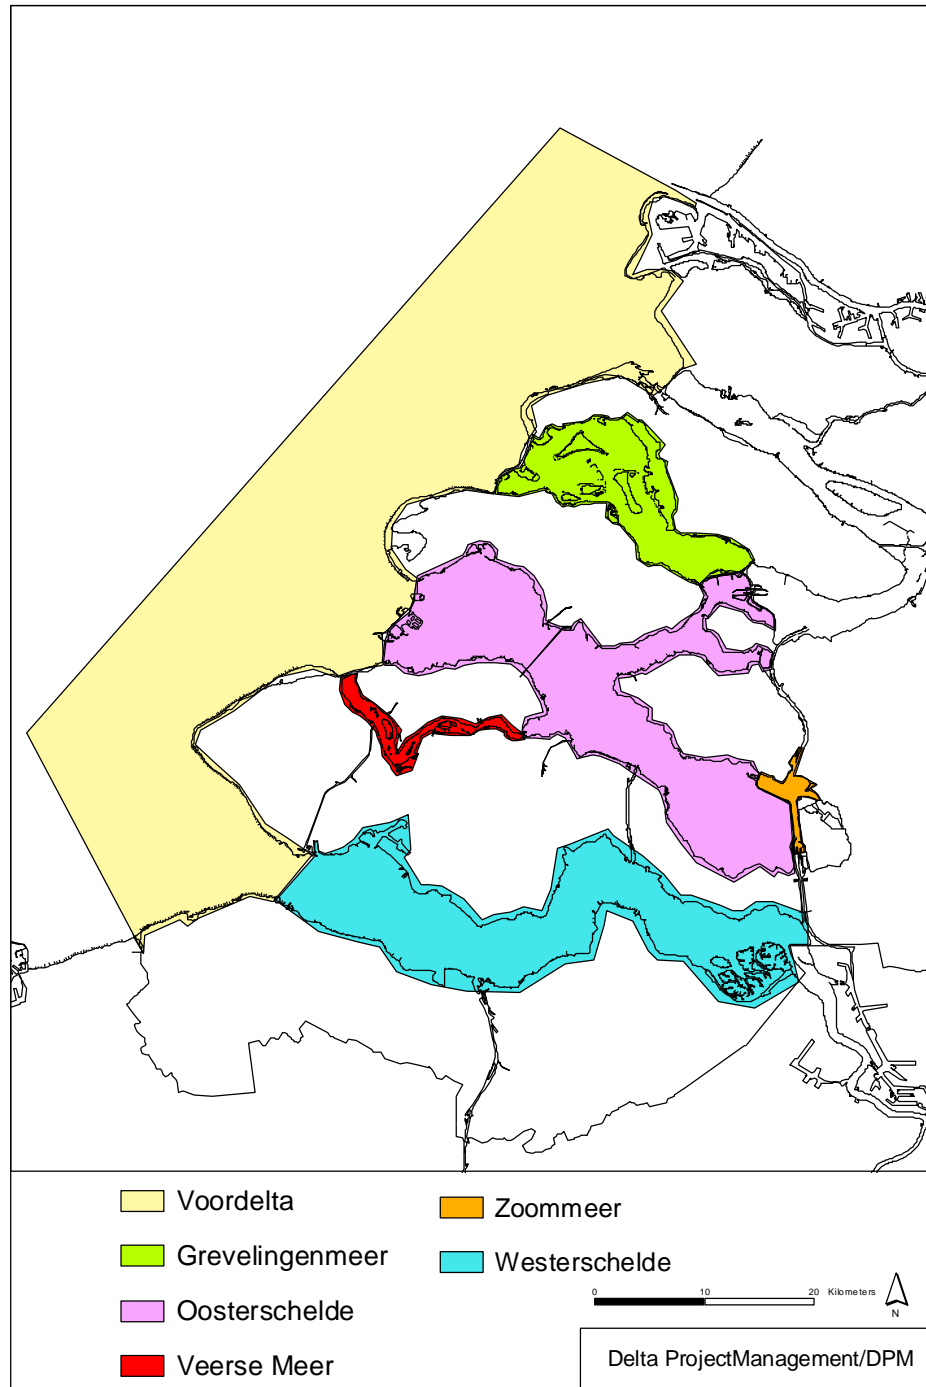 Voordelta
Grevelingenmeer
Oosterschelde
Veerse Meer
Zoommeer
Westerschelde
0 10 20 Kilometers
N
Delta ProjectManagement/DPM